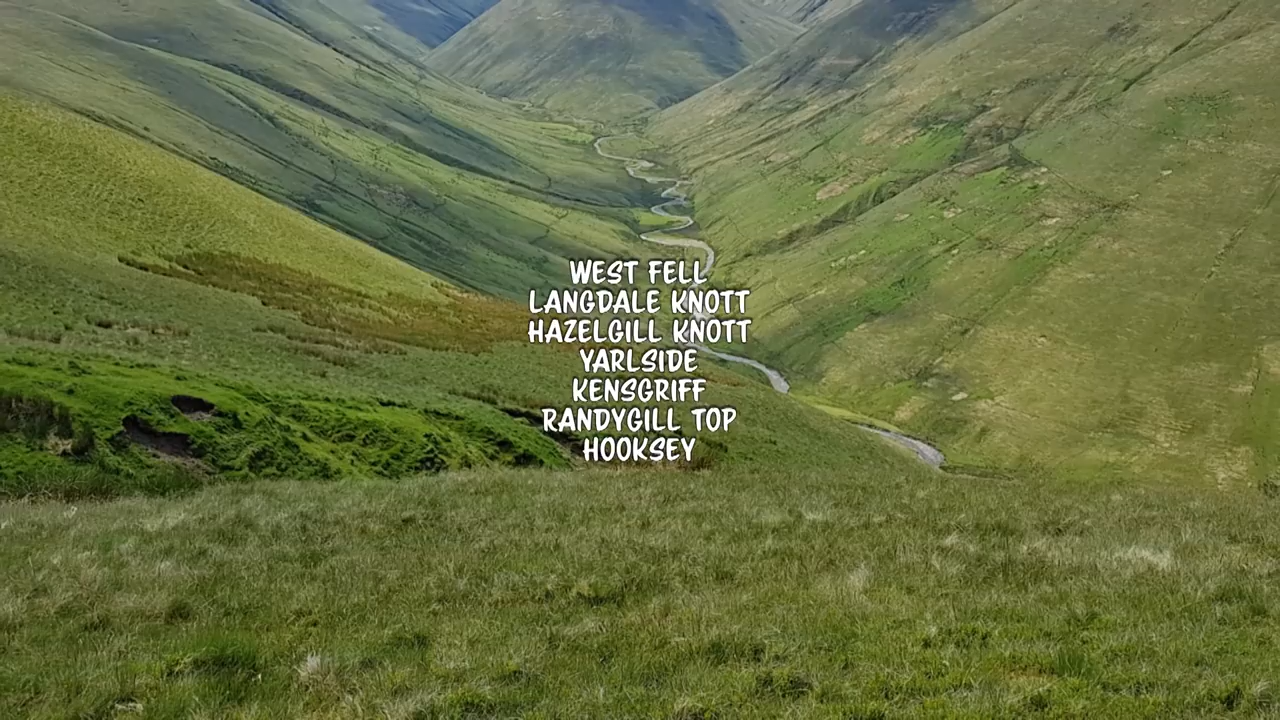 WEST FELL
LANGDALE KNOTT
HAZELGILL KNOTT
YARLSIDE
KENSGRIFF
RANDYGILL TOP
HOOKSEY